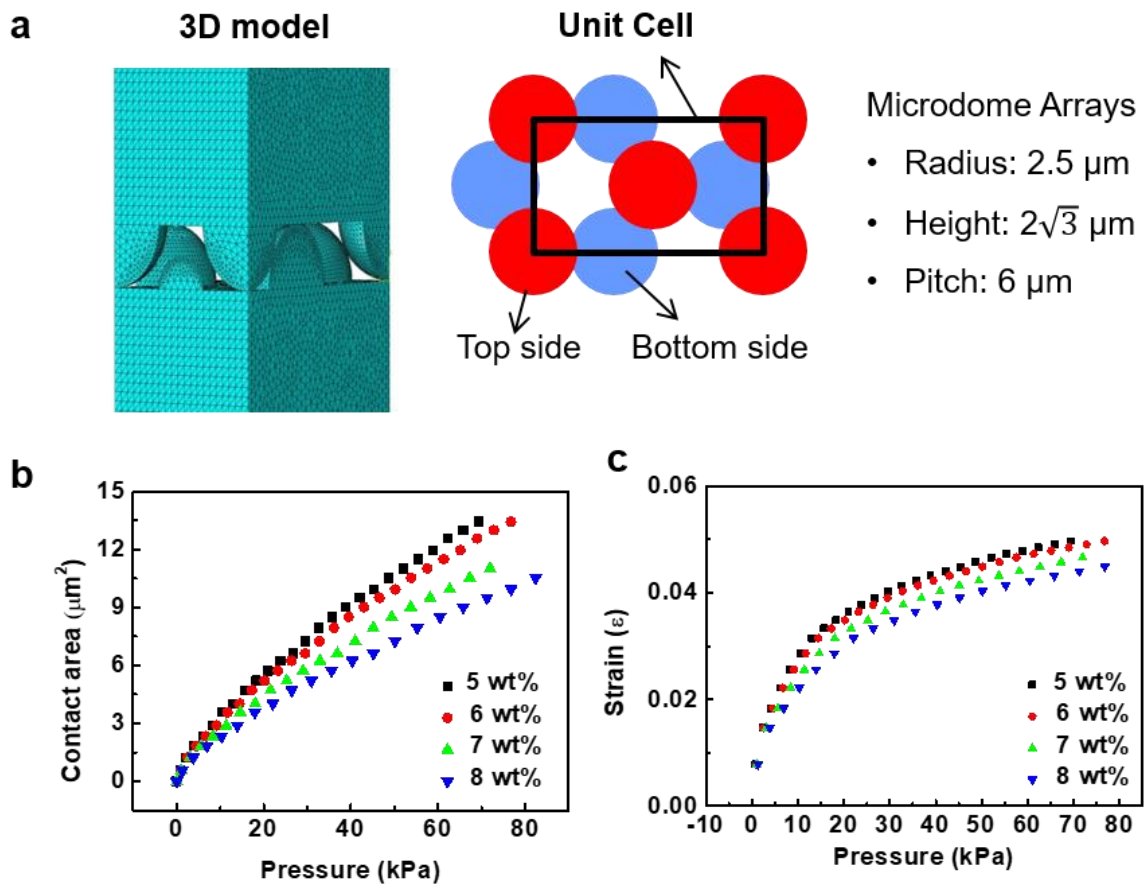 a
3D model
Unit Cell
Top side
Bottom side
Microdome Arrays
• Radius: 2.5 μm
• Height: 2√3 μm
• Pitch: 6 μm
b
Contact area (μm²)
15
12
9
6
3
0
0 20 40 60 80
Pressure (kPa)
5 wt%
6 wt%
7 wt%
8 wt%
c
Strain (ε)
0.06
0.04
0.02
0.00
-10 0 10 20 30 40 50 60 70 80
Pressure (kPa)
5 wt%
6 wt%
7 wt%
8 wt%